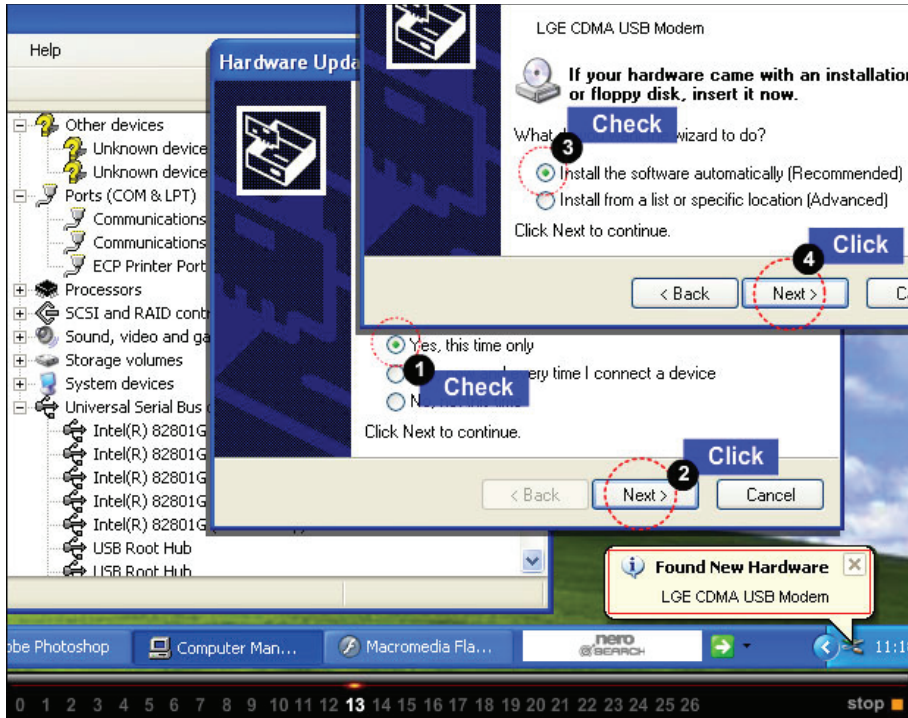 Help
Other devices
Unknown device
Unknown device
Ports (COM & LPT)
Communications
Communications
ECP Printer Port
Processors
SCSI and RAID contr
Sound, video and ga
Storage volumes
System devices
Universal Serial Bus
Intel(R) 82801G
Intel(R) 82801G
Intel(R) 82801G
Intel(R) 82801G
Intel(R) 82801G
USB Root Hub
USB Root Hub
Hardware Upda
LGE CDMA USB Modem
If your hardware came with an installation
or floppy disk, insert it now.
What wizard to do?
Check
3
Install the software automatically (Recommended)
Install from a list or specific location (Advanced)
Click Next to continue.
4
Click
< Back
Next >
Ca
Yes, this time only
1
Check
every time I connect a device
Click Next to continue.
2
Click
< Back
Next >
Cancel
Found New Hardware
LGE CDMA USB Modem
obe Photoshop
Computer Man...
Macromedia Fla...
nero
SEARCH
11:18
0 1 2 3 4 5 6 7 8 9 10 11 12 13 14 15 16 17 18 19 20 21 22 23 24 25 26
stop